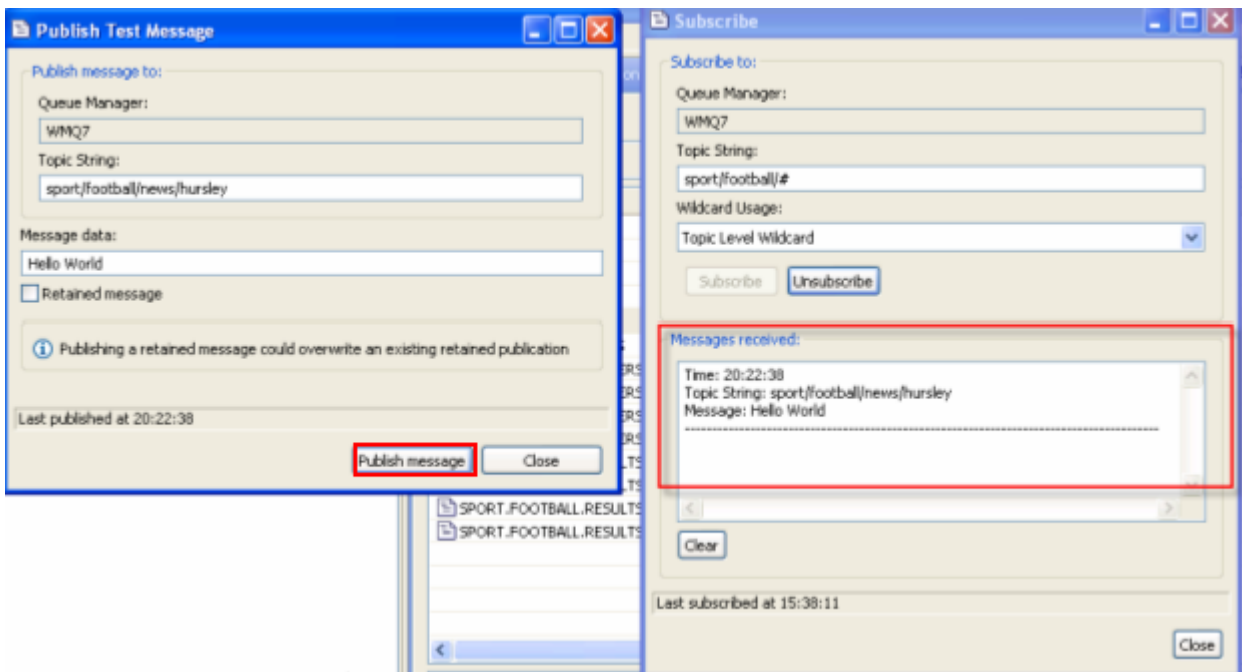 Publish Test Message
Publish message to:
Queue Manager:
WMQ7
Topic String:
sport/football/news/hursley
Message data:
Hello World
Retained message
Publishing a retained message could overwrite an existing retained publication
Last published at 20:22:38
Publish message
Close
SPORT.FOOTBALL.RESULTS
SPORT.FOOTBALL.RESULTS
Subscribe
Subscribe to:
Queue Manager:
WMQ7
Topic String:
sport/football/#
Wildcard Usage:
Topic Level Wildcard
Subscribe
Unsubscribe
Messages received:
Time: 20:22:38
Topic String: sport/football/news/hursley
Message: Hello World
Clear
Last subscribed at 15:38:11
Close